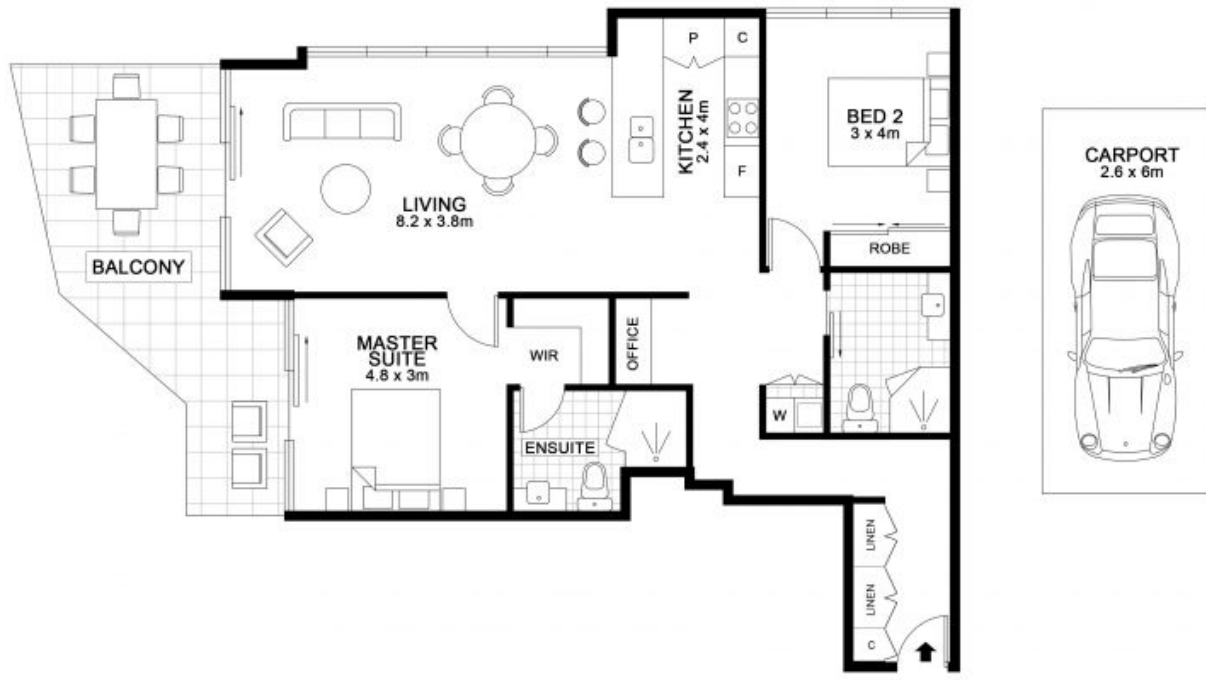 P
C
KITCHEN
2.4 x 4m
F
BED 2
3 x 4m
ROBE
CARPORT
2.6 x 6m
LIVING
8.2 x 3.8m
BALCONY
MASTER
SUITE
4.8 x 3m
WIR
OFFICE
ENSUITE
W
LINEN
LINEN
C